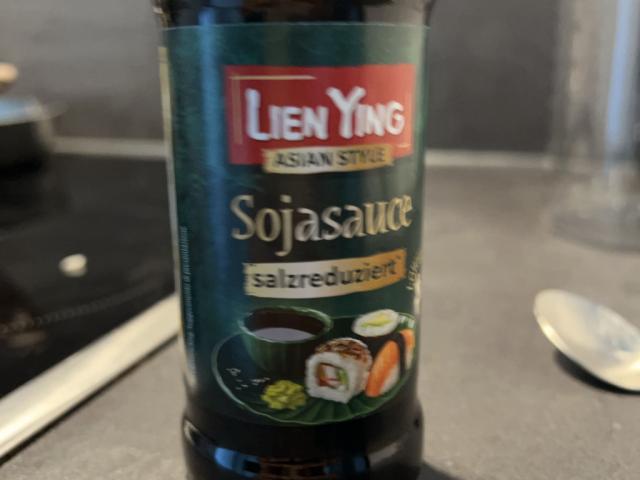 LIEN YING
ASIAN STYLE
Sojasauce
salzreduziert*